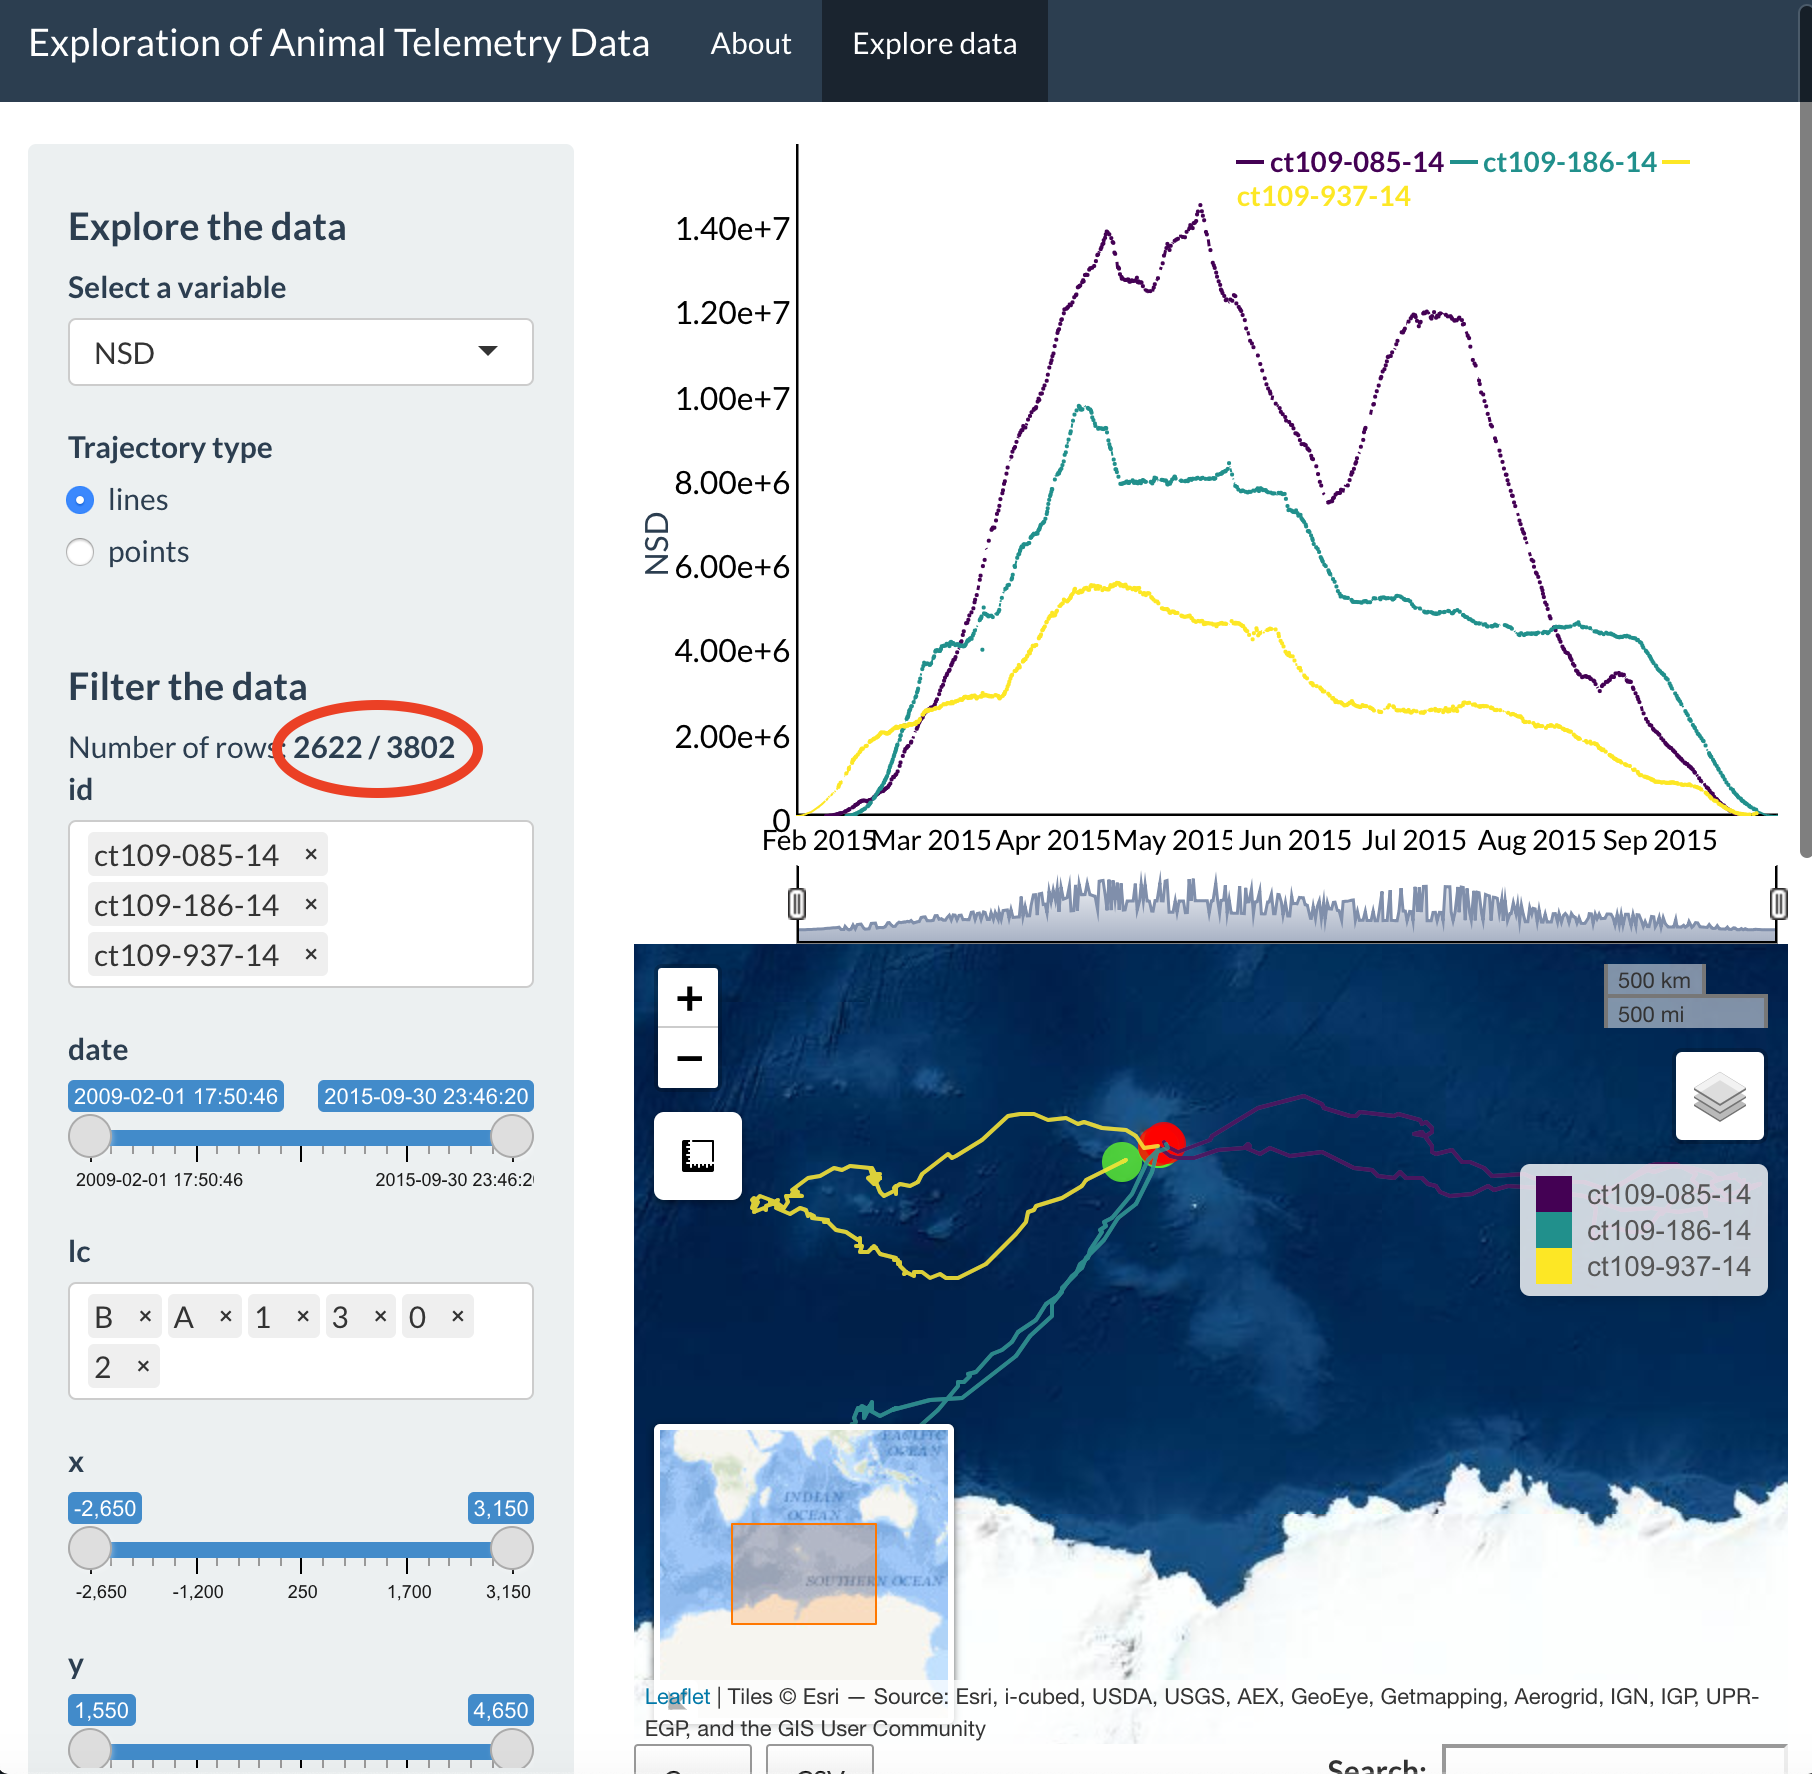 Exploration of Animal Telemetry Data About Explore data
Explore the data
Select a variable
NSD
Trajectory type
lines
points
Filter the data
Number of rows: 2622 / 3802
id
ct109-085-14 ×
ct109-186-14 ×
ct109-937-14 ×
date
2009-02-01 17:50:46 2015-09-30 23:46:20
2009-02-01 17:50:46 2015-09-30 23:46:2
lc
B × A × 1 × 3 × 0 ×
2 ×
x
-2,650 3,150
-2,650 -1,200 250 1,700 3,150
y
1,550 4,650
ct109-085-14 ct109-186-14
ct109-937-14
1.40e+7
1.20e+7
1.00e+7
8.00e+6
6.00e+6
4.00e+6
2.00e+6
0
NSD
Feb 2015 Mar 2015 Apr 2015 May 2015 Jun 2015 Jul 2015 Aug 2015 Sep 2015
+
−
500 km
500 mi
ct109-085-14
ct109-186-14
ct109-937-14
PACIFIC
OCEAN
INDIAN
OCEAN
SOUTHERN OCEAN
Leaflet | Tiles © Esri — Source: Esri, i-cubed, USDA, USGS, AEX, GeoEye, Getmapping, Aerogrid, IGN, IGP, UPR-
EGP, and the GIS User Community
CSV
Search: